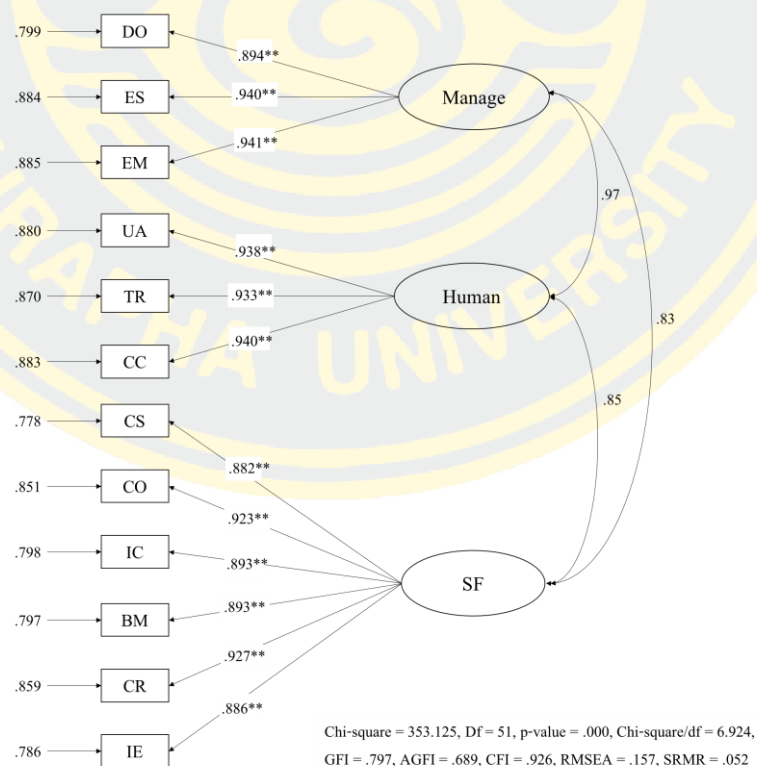 .799 DO
.894**
.884 ES .940** Manage
.941**
.885 EM
.97
.880 UA
.938**
.870 TR .933** Human
.83
.940**
.883 CC
.85
.778 CS
.882**
.851 CO
.923**
.798 IC
.893**
SF
.893**
.797 BM
.927**
.859 CR
.886**
.786 IE
Chi-square = 353.125, Df = 51, p-value = .000, Chi-square/df = 6.924,
GFI = .797, AGFI = .689, CFI = .926, RMSEA = .157, SRMR = .052
URAPHA UNIVERSITY